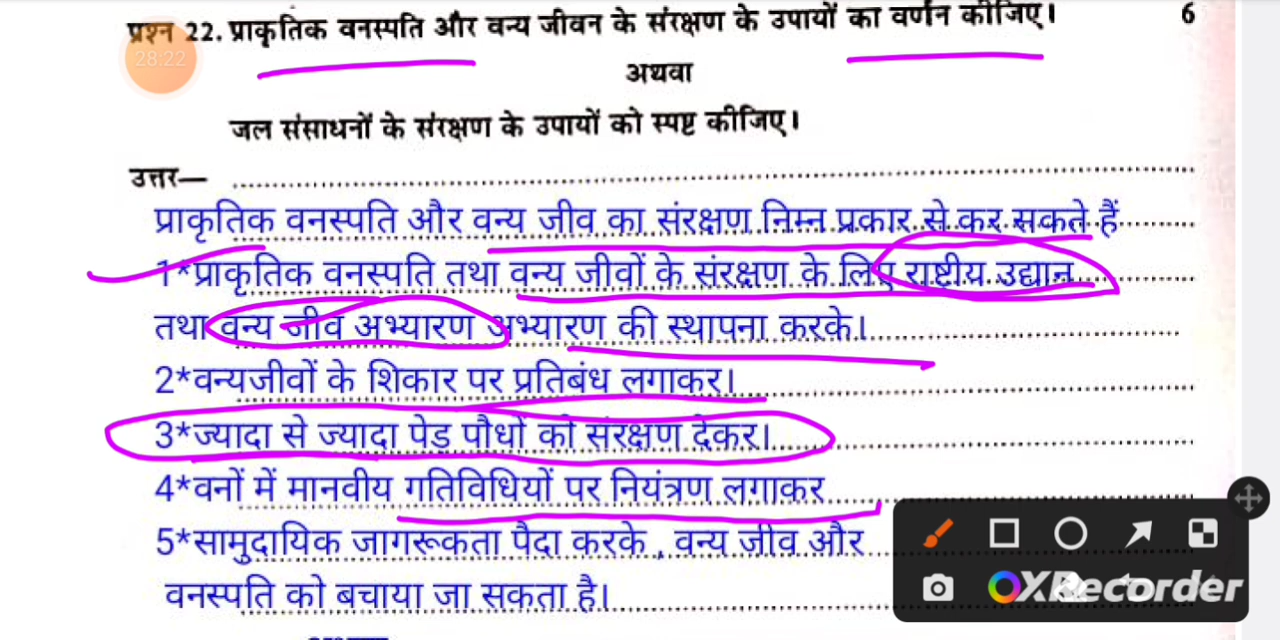 प्रश्न 22. प्राकृतिक वनस्पति और वन्य जीवन के संरक्षण के उपायों का वर्णन कीजिए। 6
28:22
अथवा
जल संसाधनों के संरक्षण के उपायों को स्पष्ट कीजिए।
उत्तर—
प्राकृतिक वनस्पति और वन्य जीव का संरक्षण निम्न प्रकार से कर सकते हैं
1*प्राकृतिक वनस्पति तथा वन्य जीवों के संरक्षण के लिए राष्टीय उद्यान
तथा वन्य जीव अभ्यारण अभ्यारण की स्थापना करके।
2*वन्यजीवों के शिकार पर प्रतिबंध लगाकर।
3*ज्यादा से ज्यादा पेड़ पौधों को संरक्षण देकर।
4*वनों में मानवीय गतिविधियों पर नियंत्रण लगाकर
5*सामुदायिक जागरूकता पैदा करके , वन्य जीव और
वनस्पति को बचाया जा सकता है।
XRecorder